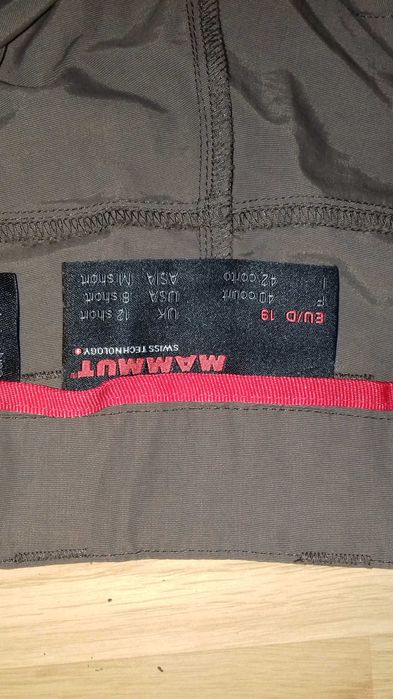 MAMMUT
SWISS TECHNOLOGY
EU/D 19 UK 12 short
F 40 court USA 8 short
I 42 corto ASIA M short